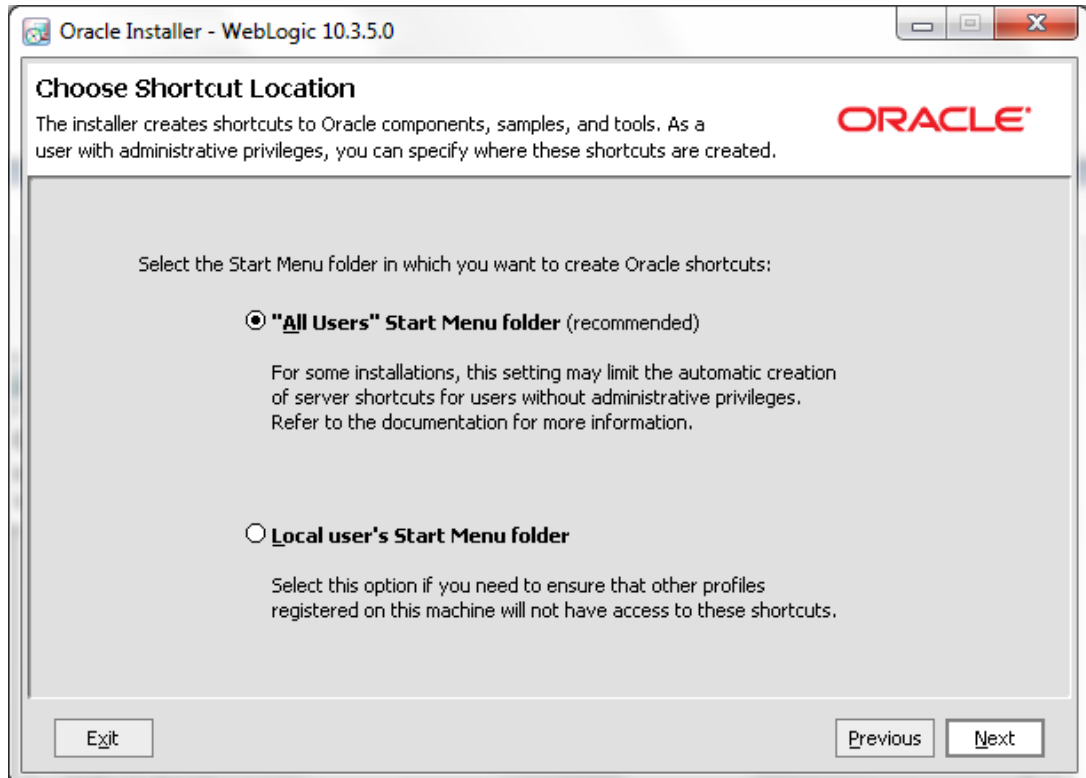 Oracle Installer - WebLogic 10.3.5.0
Choose Shortcut Location
The installer creates shortcuts to Oracle components, samples, and tools. As a
user with administrative privileges, you can specify where these shortcuts are created.
ORACLE
Select the Start Menu folder in which you want to create Oracle shortcuts:
"All Users" Start Menu folder (recommended)
For some installations, this setting may limit the automatic creation
of server shortcuts for users without administrative privileges.
Refer to the documentation for more information.
Local user's Start Menu folder
Select this option if you need to ensure that other profiles
registered on this machine will not have access to these shortcuts.
Exit
Previous
Next